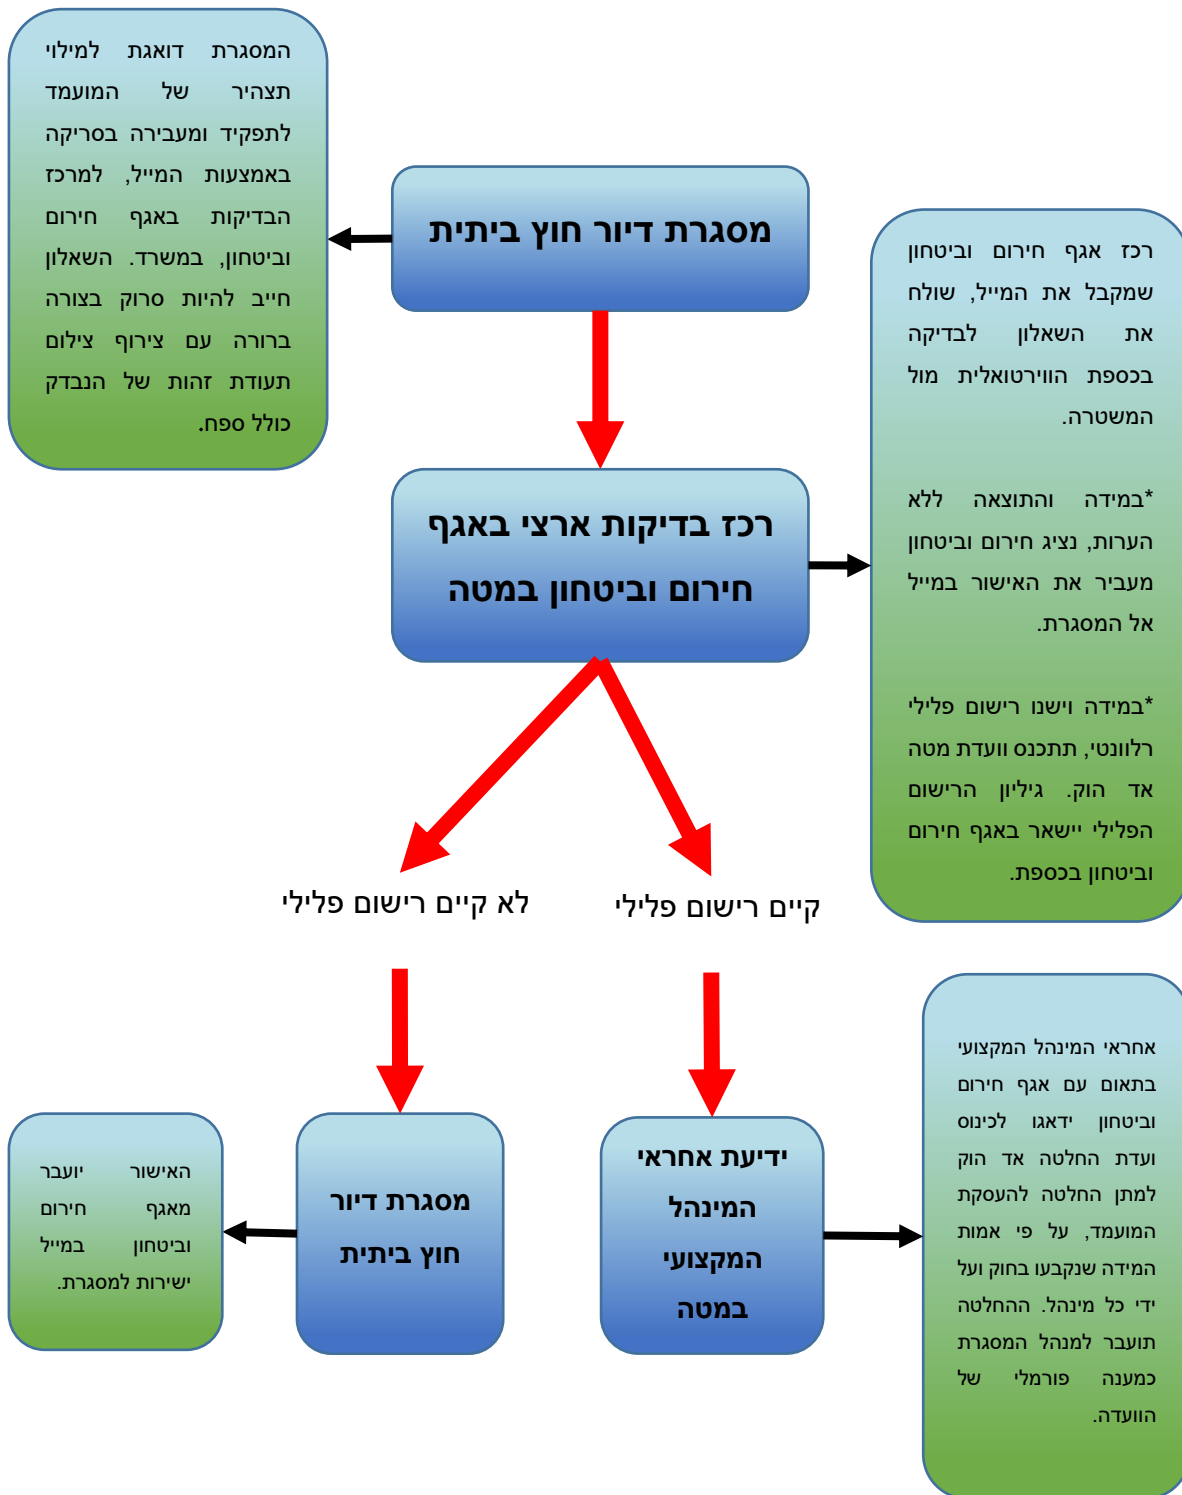 המסגרת דואגת למילוי
תצהיר של המועמד
לתפקיד ומעבירה בסריקה
באמצעות המייל, למרכז
הבדיקות באגף חירום
וביטחון, במשרד. השאלון
חייב להיות סרוק בצורה
ברורה עם צירוף צילום
תעודת זהות של הנבדק
כולל ספח.
מסגרת דיור חוץ ביתית
רכז אגף חירום וביטחון
שמקבל את המייל, שולח
את השאלון לבדיקה
בכספת הווירטואלית מול
המשטרה.
*במידה והתוצאה ללא
הערות, נציג חירום וביטחון
מעביר את האישור במייל
אל המסגרת.
*במידה וישנו רישום פלילי
רלוונטי, תתכנס וועדת מטה
אד הוק. גיליון הרישום
הפלילי יישאר באגף חירום
וביטחון בכספת.
רכז בדיקות ארצי באגף
חירום וביטחון במטה
קיים רישום פלילי
לא קיים רישום פלילי
אחראי המינהל המקצועי
בתאום עם אגף חירום
וביטחון ידאגו לכינוס
ועדת החלטה אד הוק
למתן החלטה להעסקת
המועמד, על פי אמות
המידה שנקבעו בחוק ועל
ידי כל מינהל. ההחלטה
תועבר למנהל המסגרת
כמענה פורמלי של
הוועדה.
ידיעת אחראי
המינהל
המקצועי
במטה
מסגרת דיור
חוץ ביתית
האישור יועבר
מאגף חירום
וביטחון במייל
ישירות למסגרת.